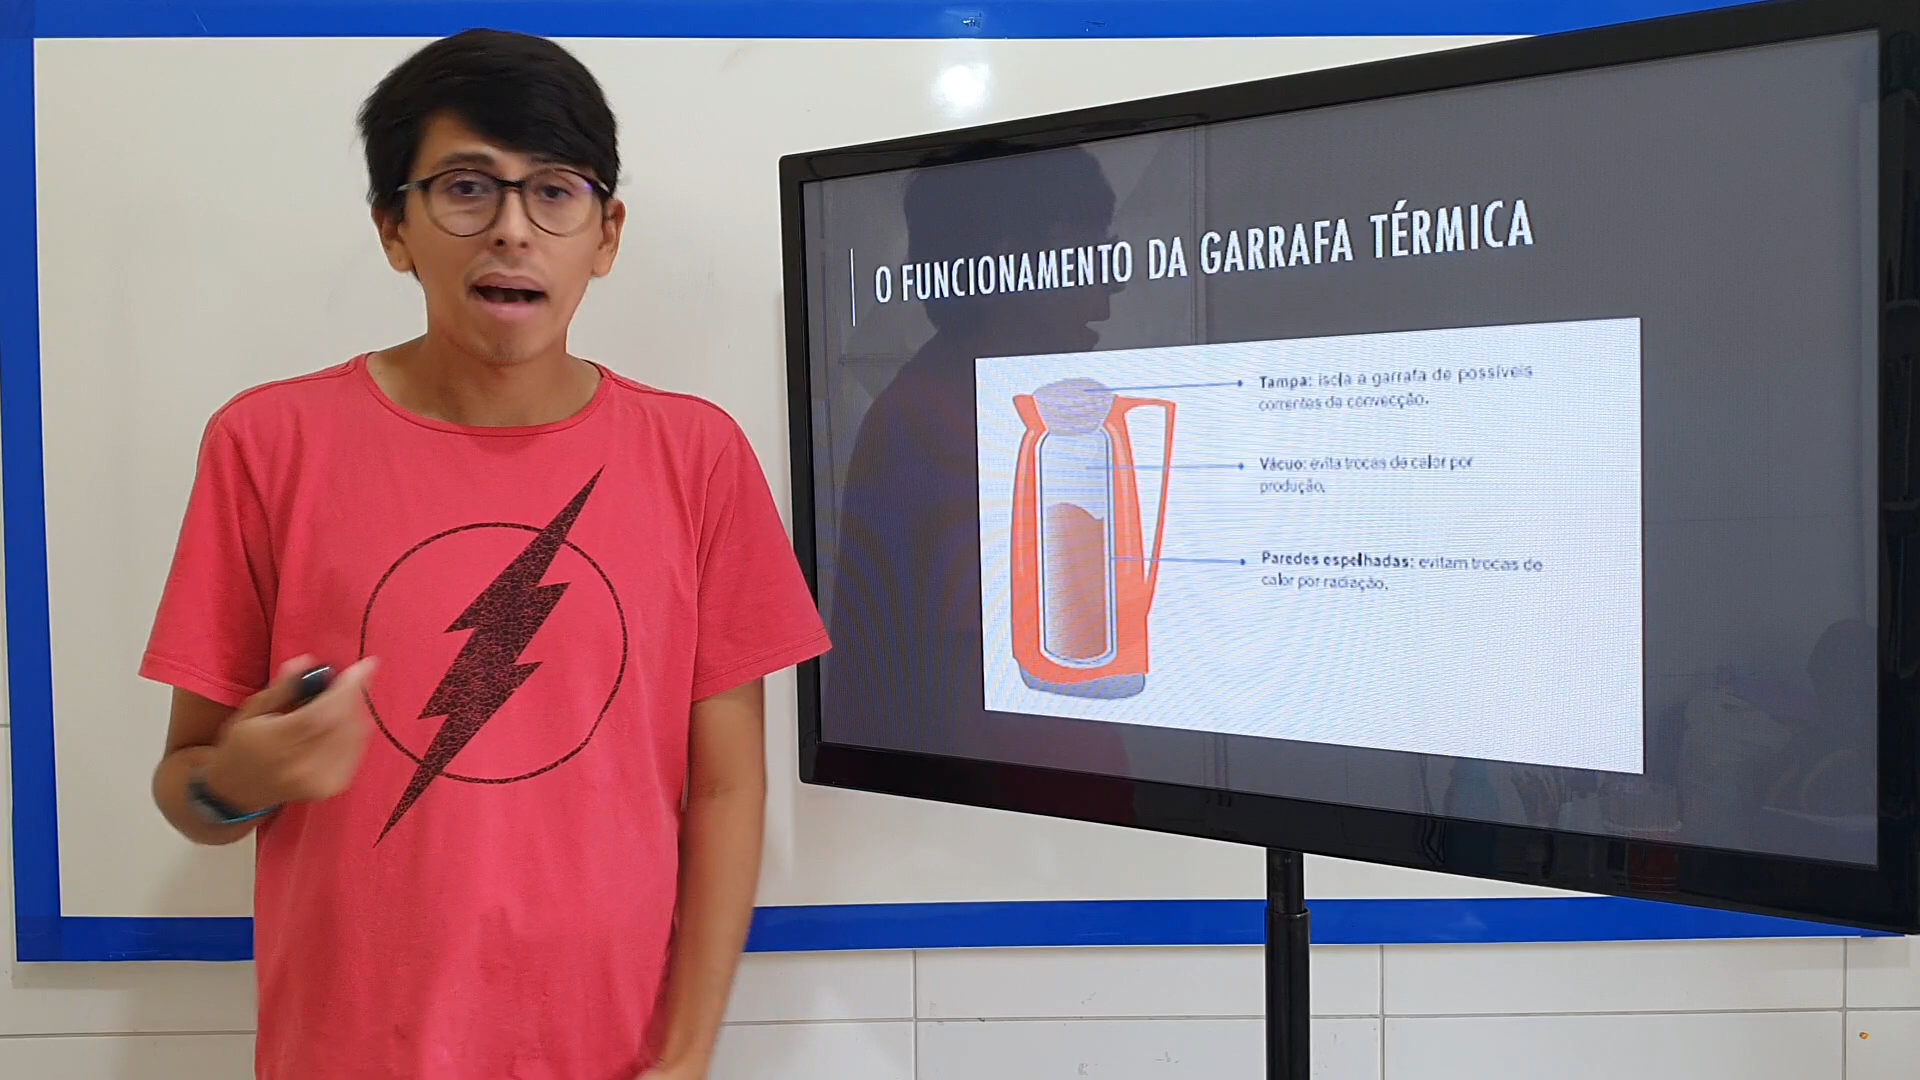 O FUNCIONAMENTO DA GARRAFA TÉRMICA
Tampa: isola a garrafa de possíveis
correntes de convecção.
Vácuo: evita trocas de calor por
produção.
Paredes espelhadas: evitam trocas de
calor por radiação.